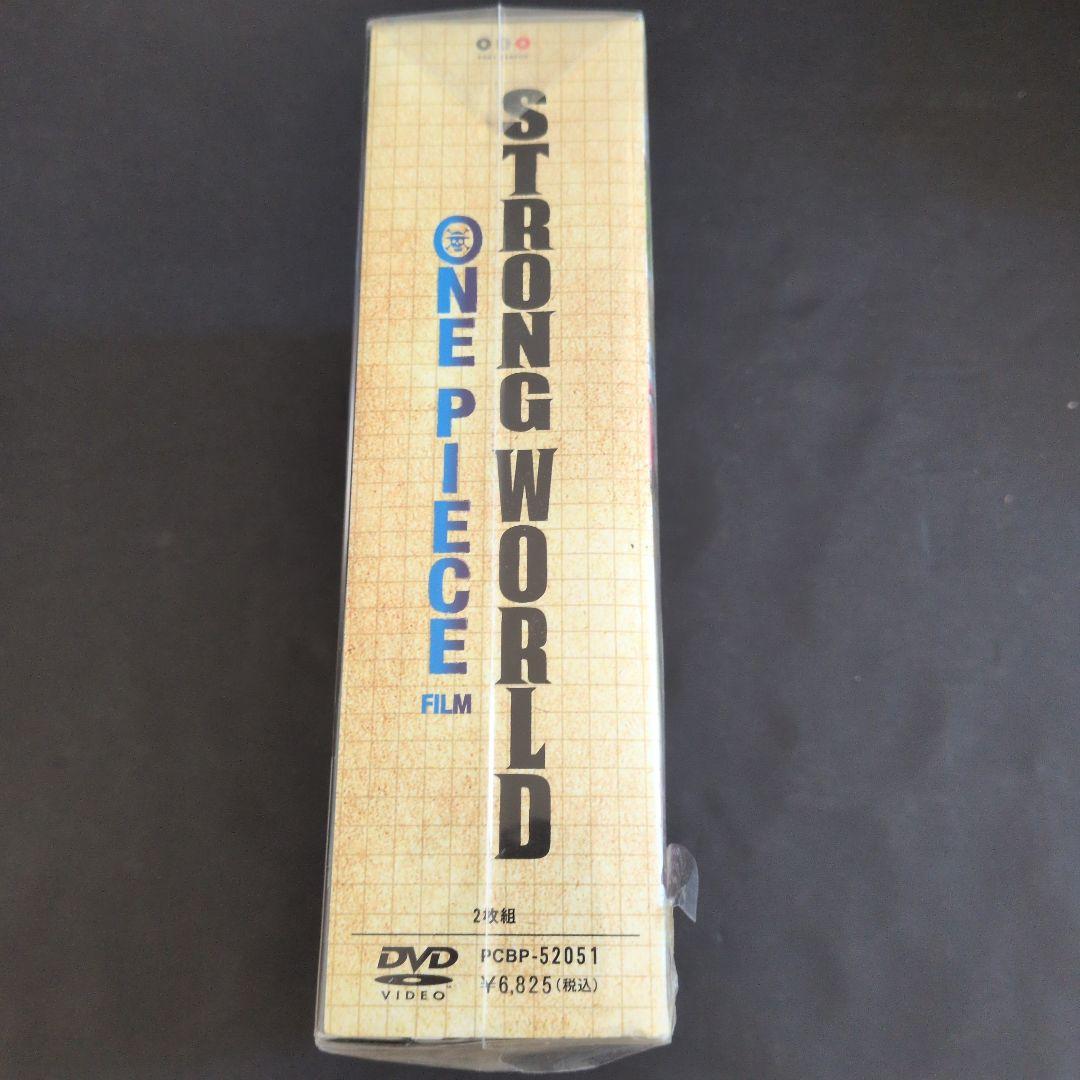 STRONG WORLD
ONE PIECE
FILM
2枚組
DVD
VIDEO
PCBP-52051
¥6,825(税込)